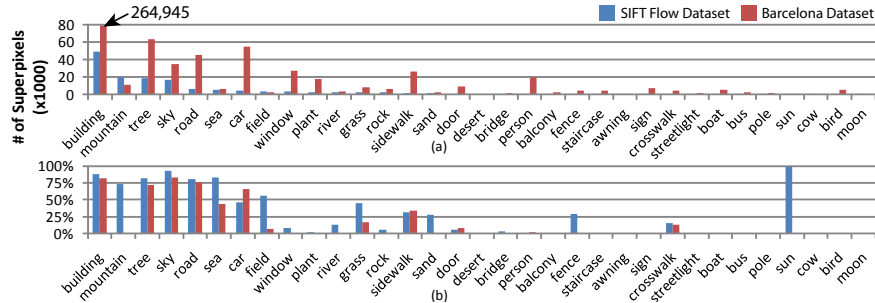 264,945
SIFT Flow Dataset Barcelona Dataset
# of Superpixels
(x1000)
80
60
40
20
0
building mountain tree sky road sea car field window plant river grass rock sidewalk sand door desert bridge person balcony fence staircase awning sign crosswalk streetlight boat bus pole sun cow bird moon
(a)
100%
75%
50%
25%
0%
building mountain tree sky road sea car field window plant river grass rock sidewalk sand door desert bridge person balcony fence staircase awning sign crosswalk streetlight boat bus pole sun cow bird moon
(b)